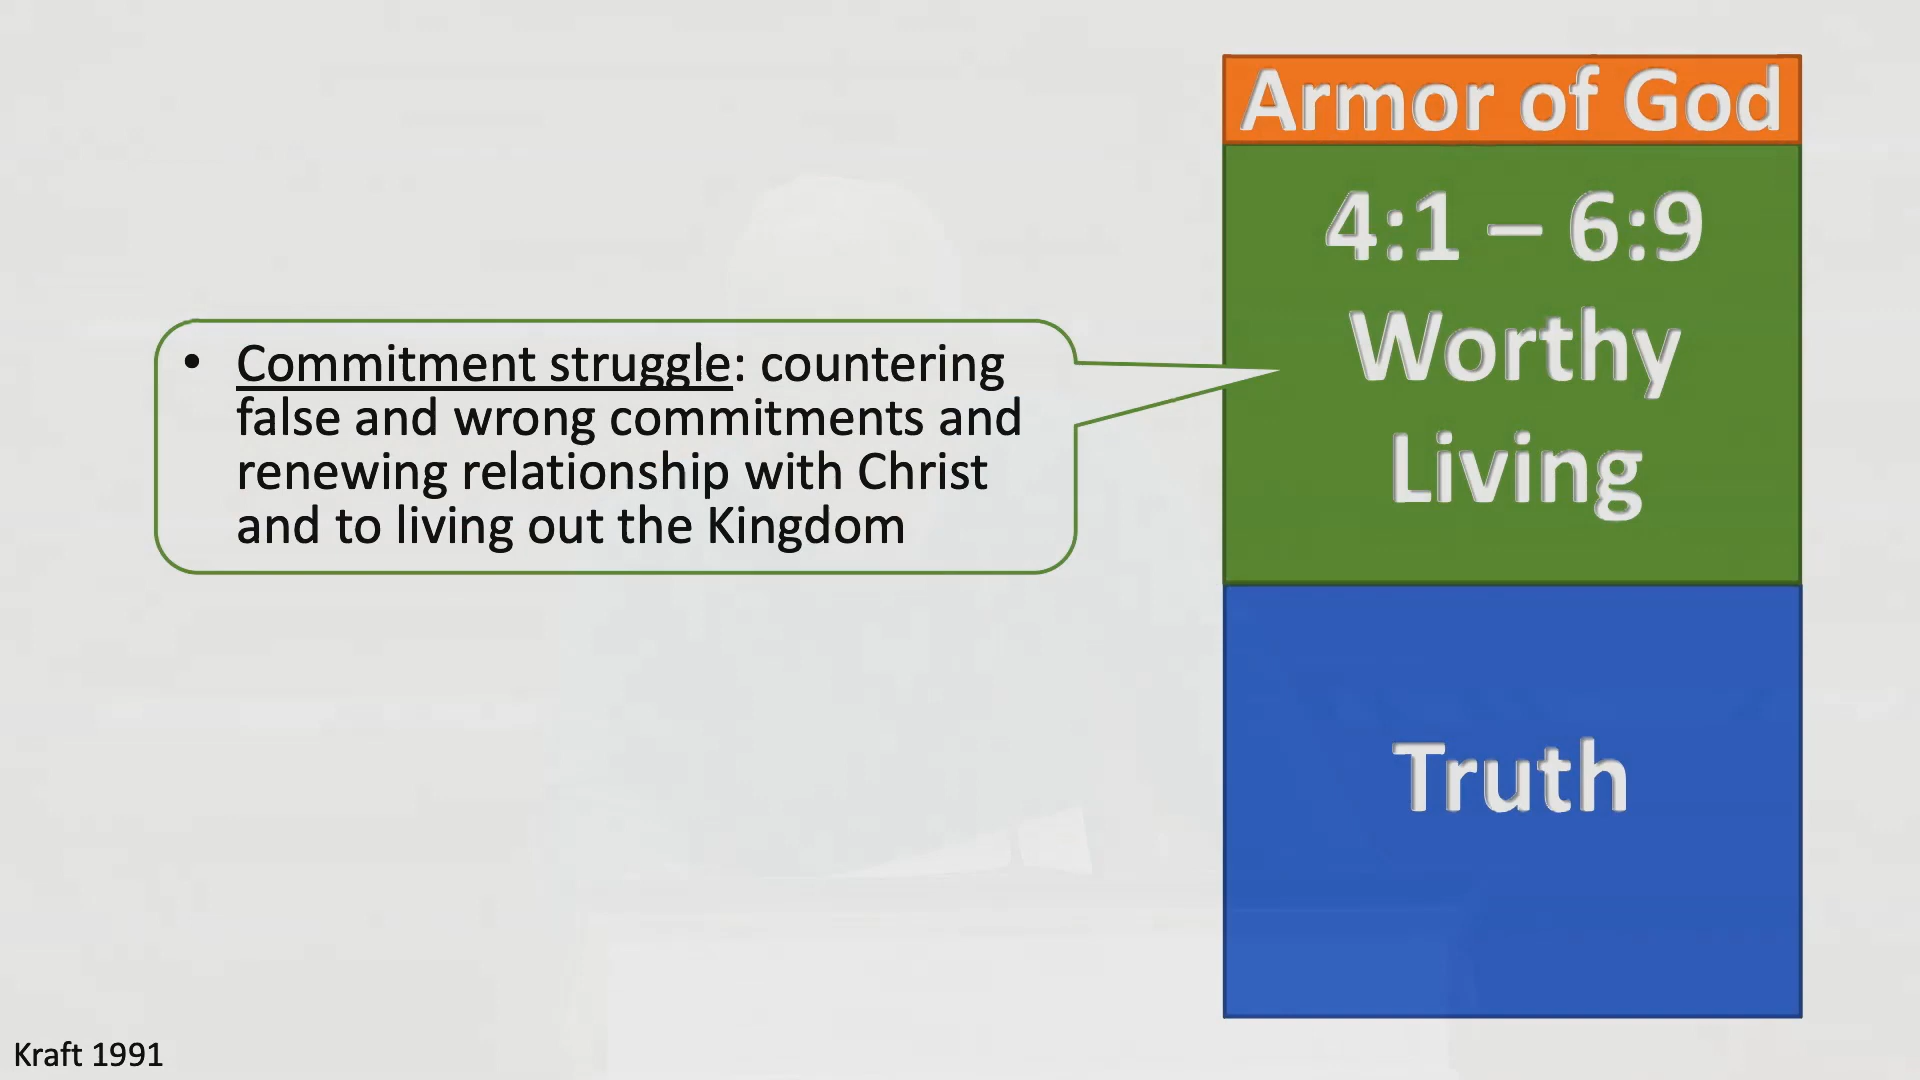 Armor of God
4:1 – 6:9
Worthy
Living
• Commitment struggle: countering
false and wrong commitments and
renewing relationship with Christ
and to living out the Kingdom
Truth
Kraft 1991